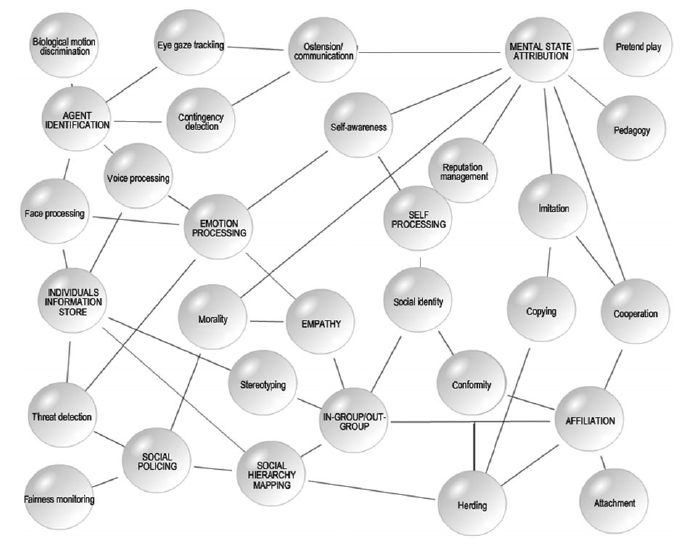 Biological motion
discrimination
Eye gaze trackiing
Ostension/
communicationn
MENTAL STATE
ATTRIBUTION
Pretend play
AGENT
IDENTIFICATION
Contingency
detection
Self-awareness
Pedagogy
Voice processing
Reputation
management
Face processing
EMOTION
PROCESSING
SELF
PROCESSING
Imitation
INDIVIDUALS
INFORMATION
STORE
Morality
EMPATHY
Social identity
Copying
Cooperation
Stereotyping
Conformity
Threat detection
IN-GROUP/OUT-
GROUP
AFFILIATION
SOCIAL
POLICING
SOCIAL
HIERARCHY
MAPPING
Fairness monitoring
Herding
Attachment